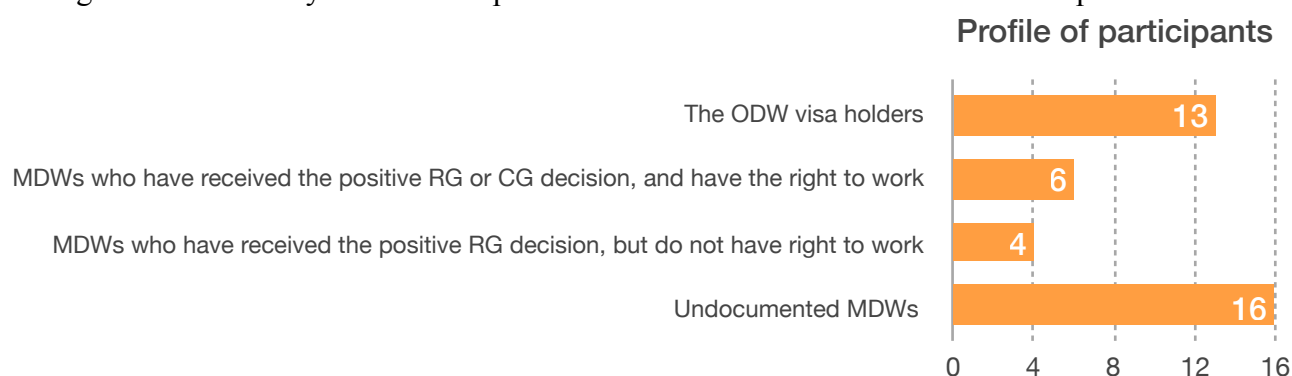 Profile of participants
The ODW visa holders
13
MDWs who have received the positive RG or CG decision, and have the right to work
6
MDWs who have received the positive RG decision, but do not have right to work
4
Undocumented MDWs
16
0 4 8 12 16